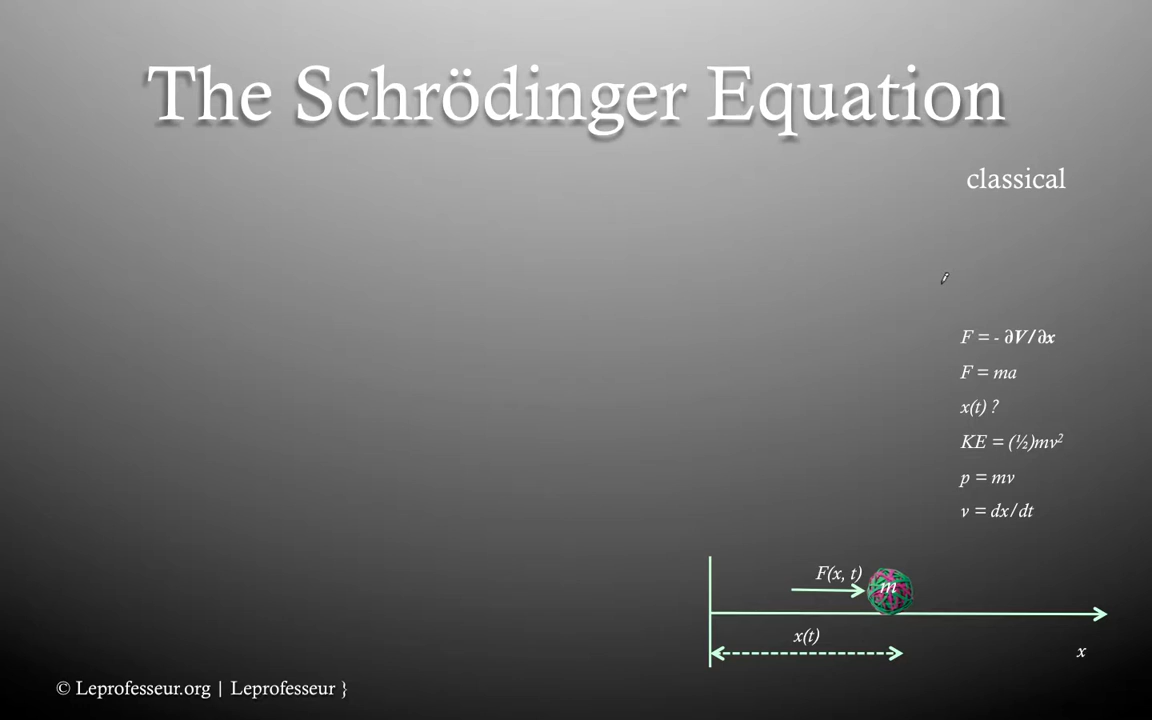 The Schrödinger Equation
classical
F = - ∂V/∂x
F = ma
x(t) ?
KE = (½)mv²
p = mv
v = dx/dt
F(x, t)
m
x(t)
x
© Leprofesseur.org | Leprofesseur }